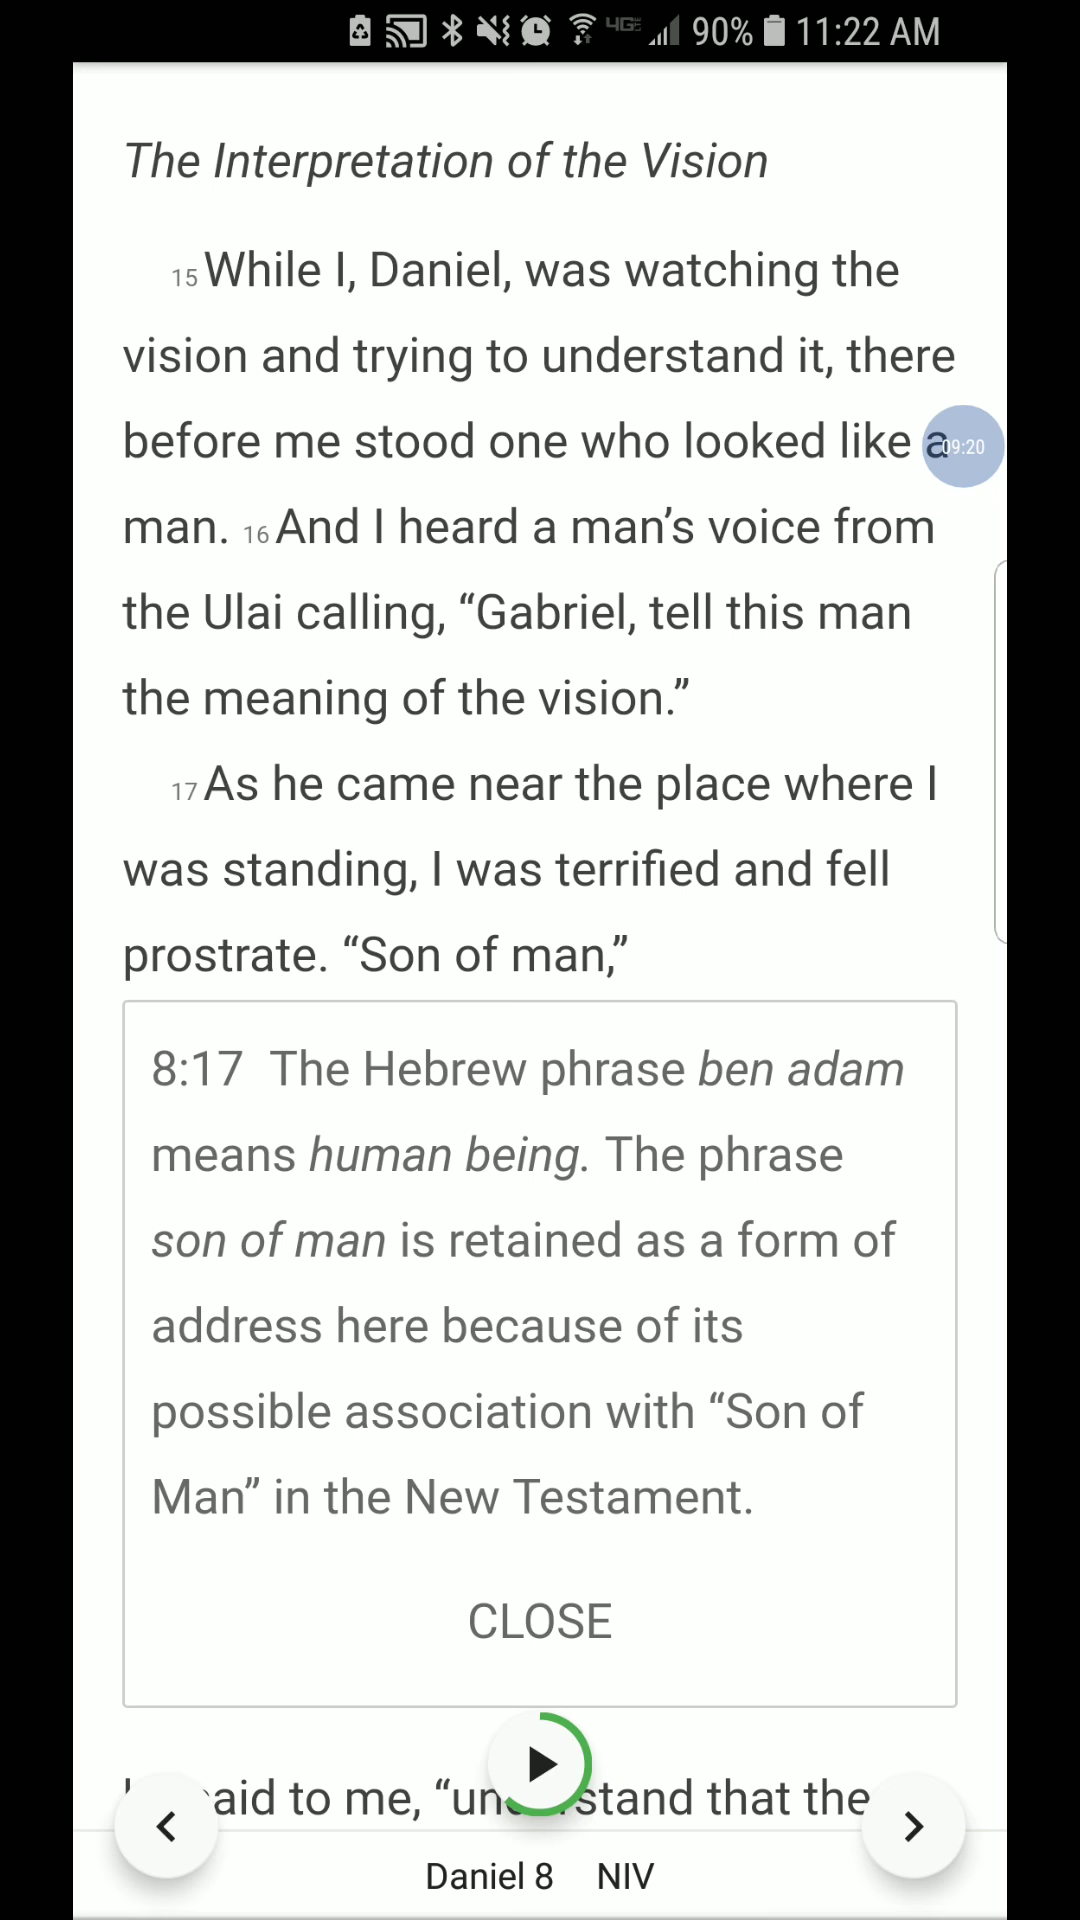 4G LTE 90% 11:22 AM
The Interpretation of the Vision
15 While I, Daniel, was watching the
vision and trying to understand it, there
before me stood one who looked like a
09:20
man. 16 And I heard a man’s voice from
the Ulai calling, “Gabriel, tell this man
the meaning of the vision.”
17 As he came near the place where I
was standing, I was terrified and fell
prostrate. “Son of man,”
8:17 The Hebrew phrase ben adam
means human being. The phrase
son of man is retained as a form of
address here because of its
possible association with “Son of
Man” in the New Testament.
CLOSE
said to me, “understand that the
Daniel 8 NIV